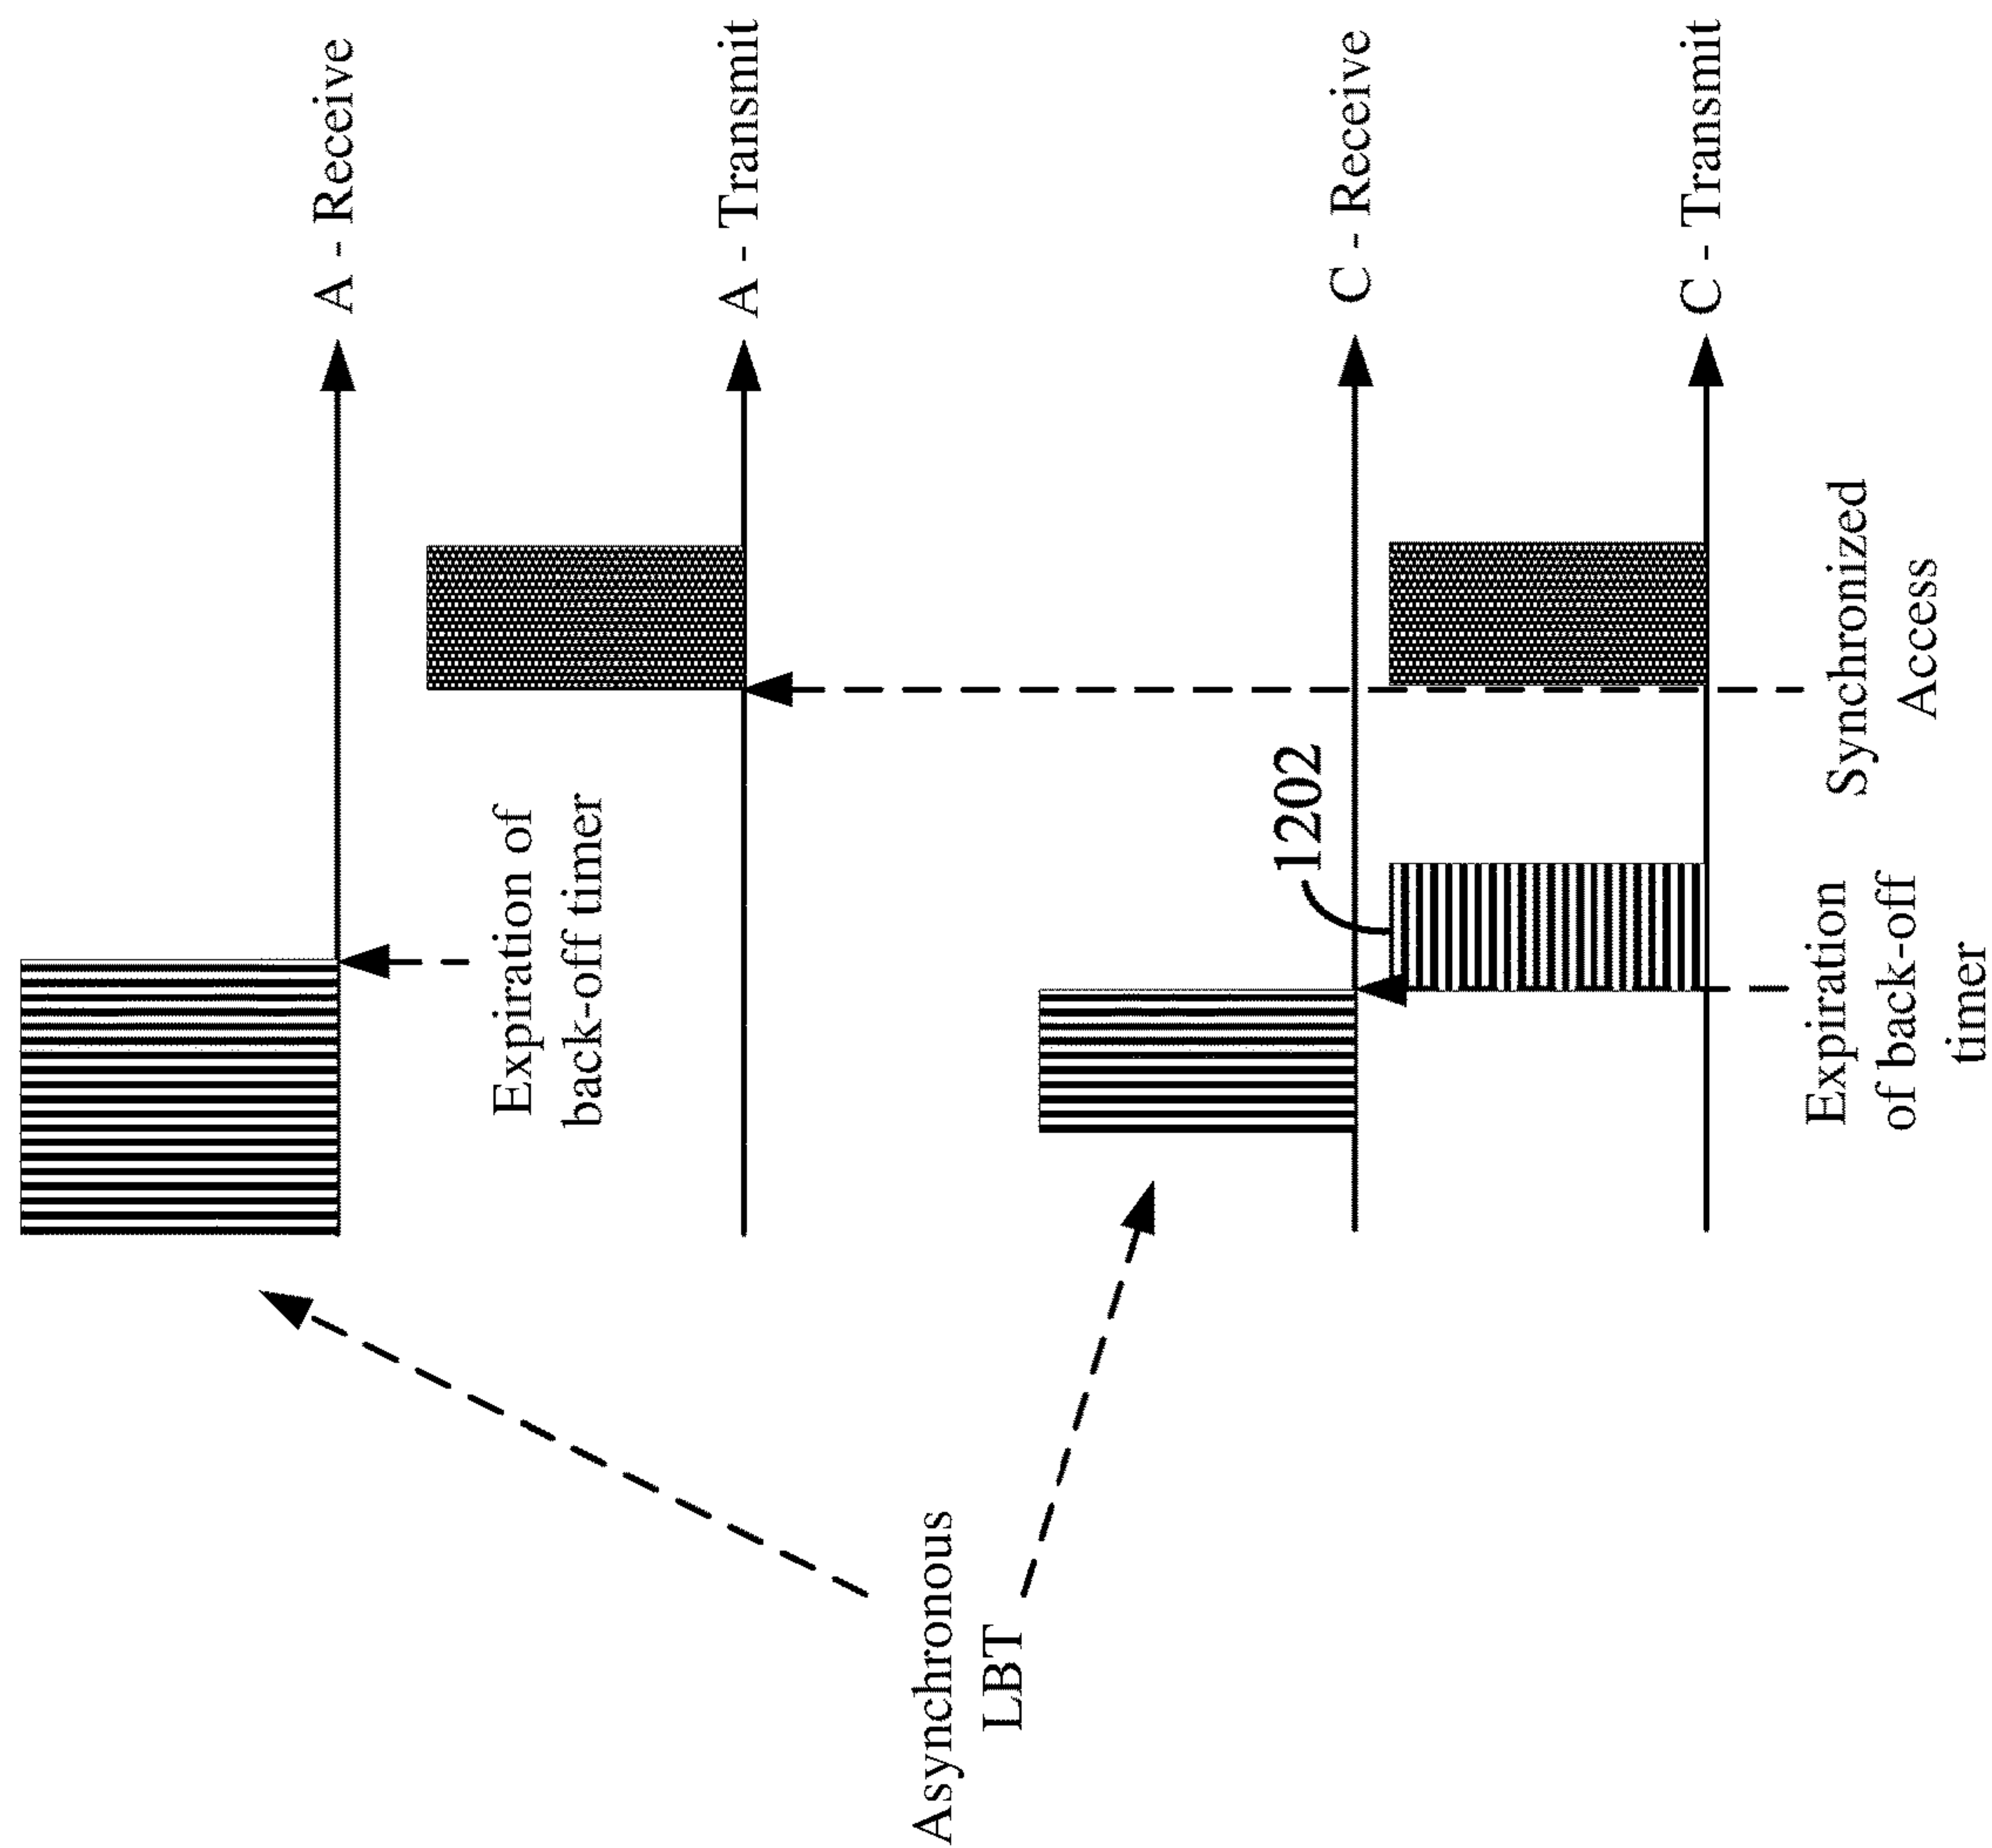 A - Receive
Expiration of
back-off timer
A - Transmit
Asynchronous
LBT
1202
C - Receive
C - Transmit
Expiration
of back-off
timer
Synchronized
Access